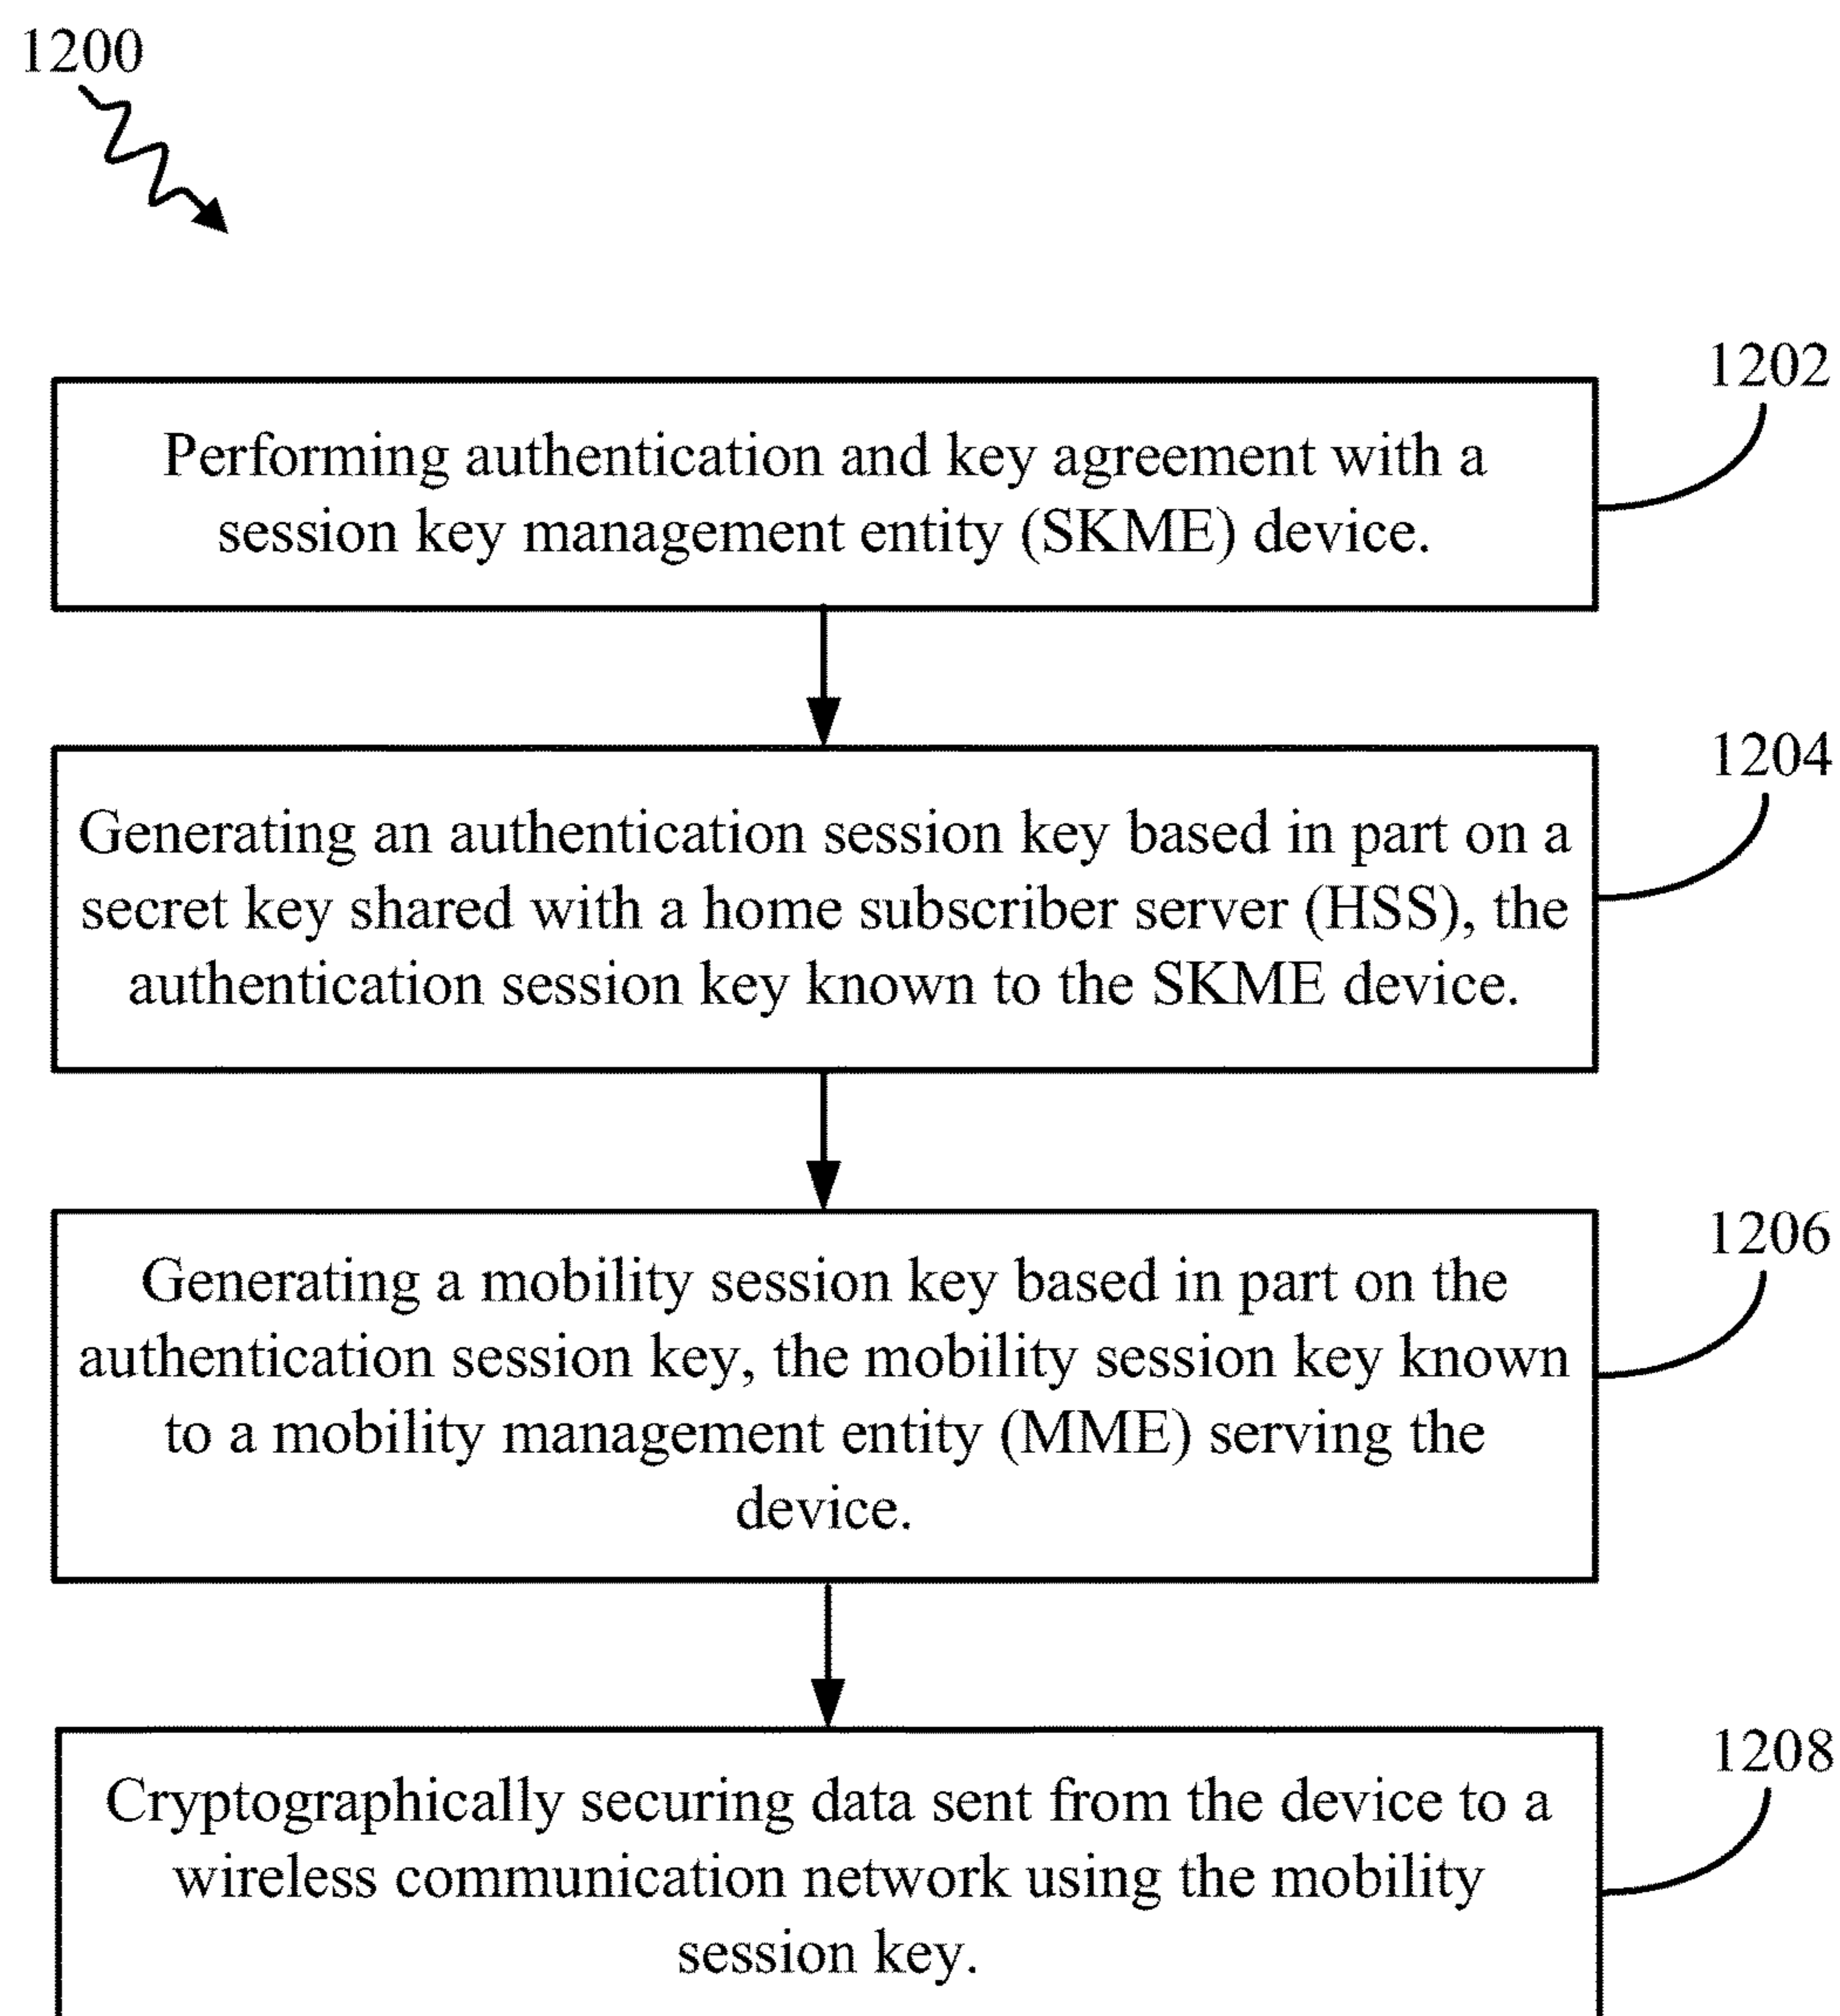 1200
1202
Performing authentication and key agreement with a
session key management entity (SKME) device.
1204
Generating an authentication session key based in part on a
secret key shared with a home subscriber server (HSS), the
authentication session key known to the SKME device.
1206
Generating a mobility session key based in part on the
authentication session key, the mobility session key known
to a mobility management entity (MME) serving the
device.
1208
Cryptographically securing data sent from the device to a
wireless communication network using the mobility
session key.